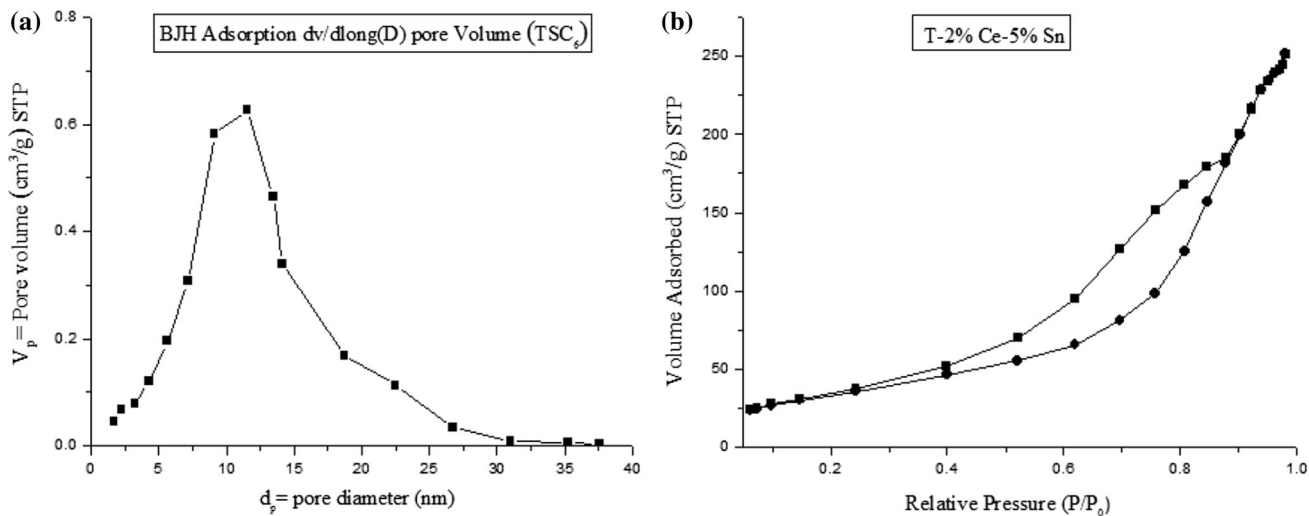 (a)
BJH Adsorption dv/dlong(D) pore Volume (TSC₆)
V_p= Pore volume (cm³/g) STP
0.8
0.6
0.4
0.2
0.0
0 5 10 15 20 25 30 35 40
d_p= pore diameter (nm)
(b)
T-2% Ce-5% Sn
Volume Adsorbed (cm³/g) STP
250
200
150
100
50
0
0.2 0.4 0.6 0.8 1.0
Relative Pressure (P/P₀)